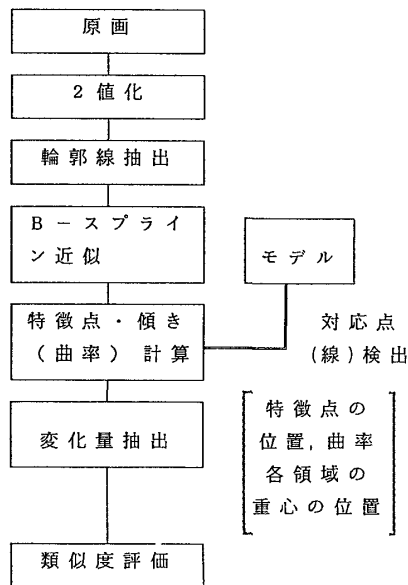 原画
2値化
輪郭線抽出
B－スプライ
ン近似
モデル
特徴点・傾き
（曲率）計算
対応点
(線)検出
変化量抽出
特徴点の
位置，曲率
各領域の
重心の位置
類似度評価